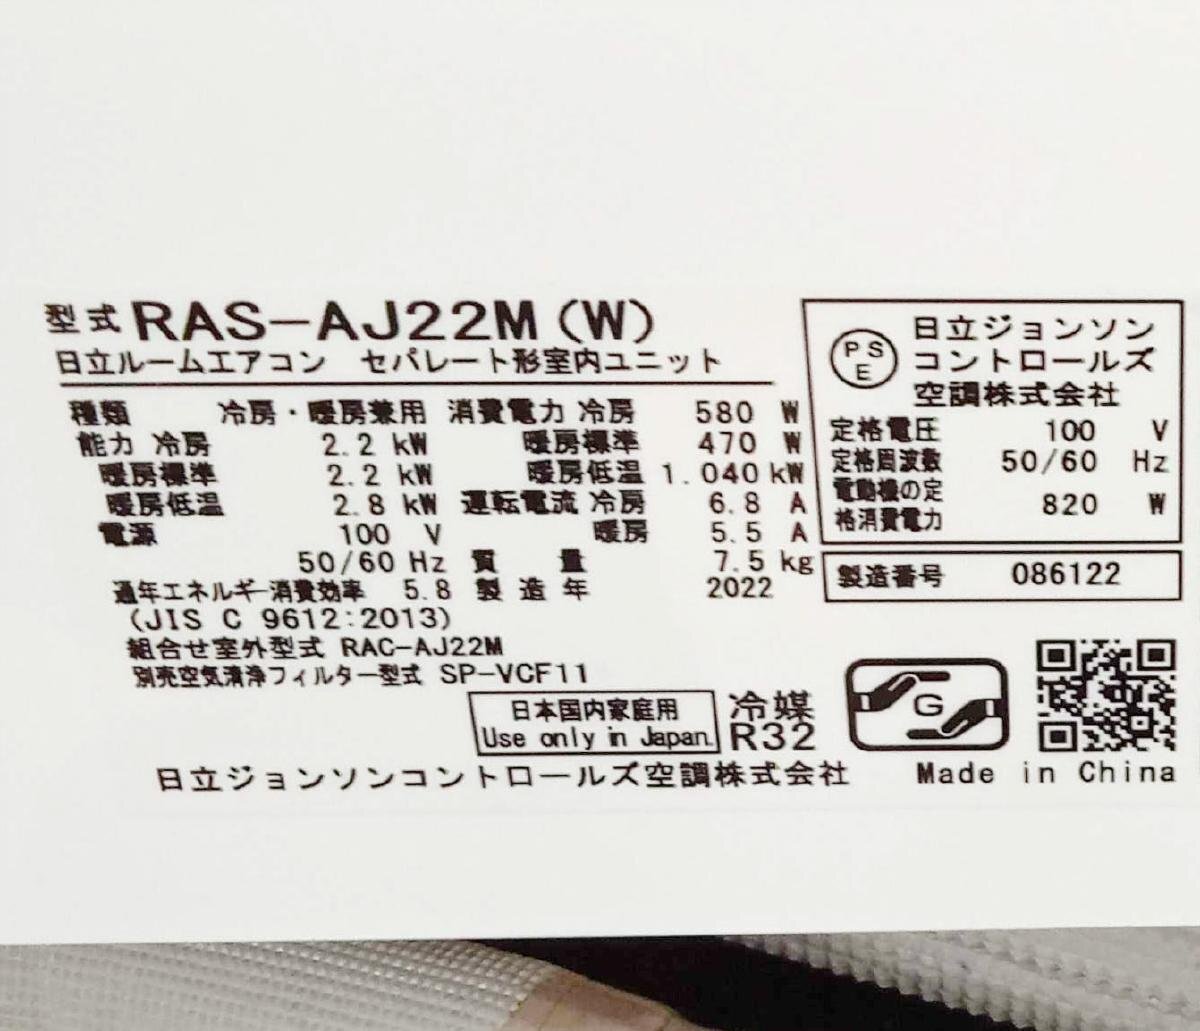 型式 RAS-AJ22M(W)
日立ルームエアコン セパレート形室内ユニット
種類 冷房・暖房兼用 消費電力 冷房 580 W
能力 冷房 2.2 kW 暖房標準 470 W
暖房標準 2.2 kW 暖房低温 1.040 kW
暖房低温 2.8 kW 運転電流 冷房 6.8 A
電源 100 V 暖房 5.5 A
50/60 Hz 質量 7.5 kg
通年エネルギー消費効率 5.8 製造年 2022
(JIS C 9612:2013)
組合せ室外型式 RAC-AJ22M
別売空気清浄フィルター型式 SP-VCF11
日本国内家庭用
Use only in Japan.
冷媒
R32
日立ジョンソンコントロールズ空調株式会社
PSE
日立ジョンソン
コントロールズ
空調株式会社
定格電圧 100 V
定格周波数 50/60 Hz
電動機の定
格消費電力 820 W
製造番号 086122
G
Made in China